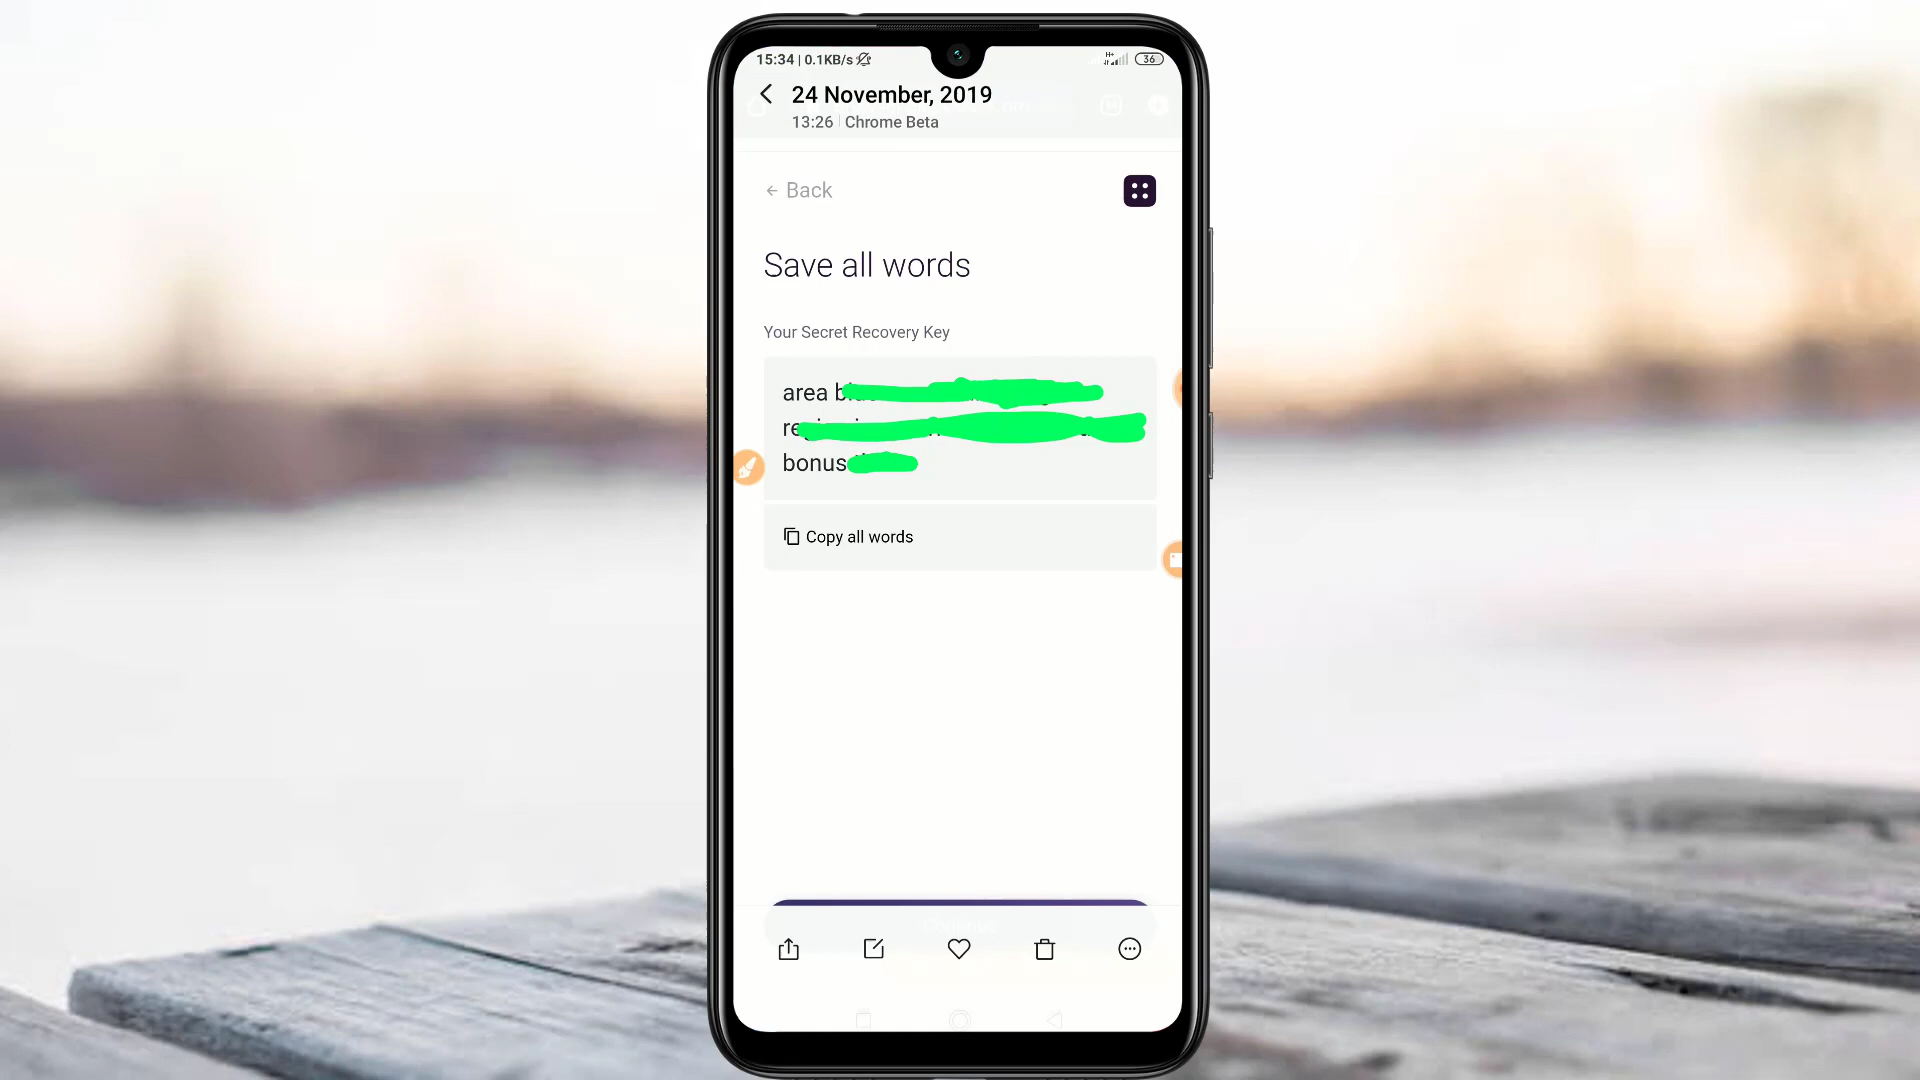 15:34 | 0.1KB/s
36
24 November, 2019
13:26 Chrome Beta
← Back
Save all words
Your Secret Recovery Key
area
bonus
Copy all words